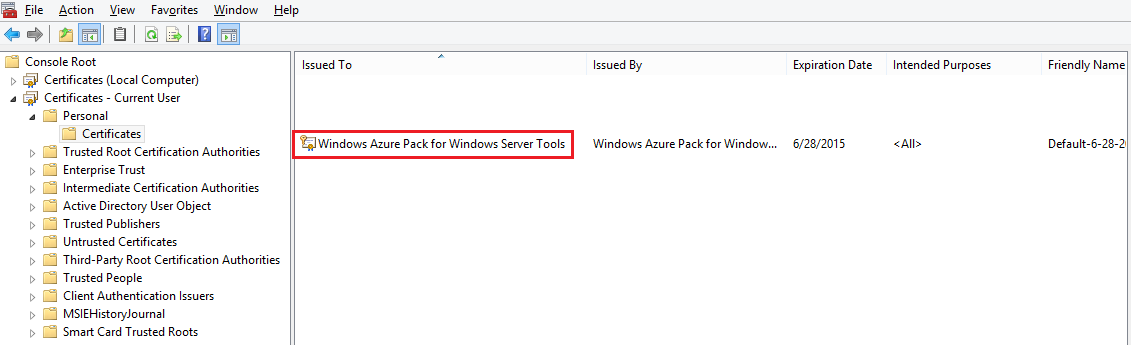 File Action View Favorites Window Help
Console Root
Certificates (Local Computer)
Certificates - Current User
Personal
Certificates
Trusted Root Certification Authorities
Enterprise Trust
Intermediate Certification Authorities
Active Directory User Object
Trusted Publishers
Untrusted Certificates
Third-Party Root Certification Authorities
Trusted People
Client Authentication Issuers
MSIEHistoryJournal
Smart Card Trusted Roots
Issued To Issued By Expiration Date Intended Purposes Friendly Name
Windows Azure Pack for Windows Server Tools Windows Azure Pack for Window... 6/28/2015 <All> Default-6-28-2